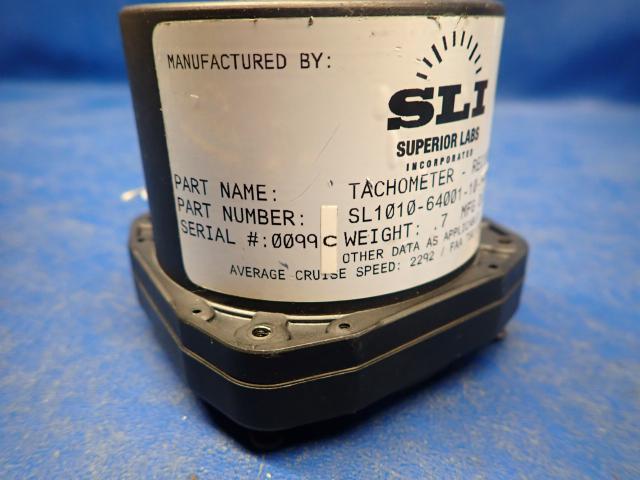 MANUFACTURED BY:
SLI
SUPERIOR LABS
INCORPORATED
PART NAME: TACHOMETER - 
PART NUMBER: SL1010-64001-10-
SERIAL #:0099 C WEIGHT: .7 MFG
OTHER DATA AS
AVERAGE CRUISE SPEED: 2292 / FAA